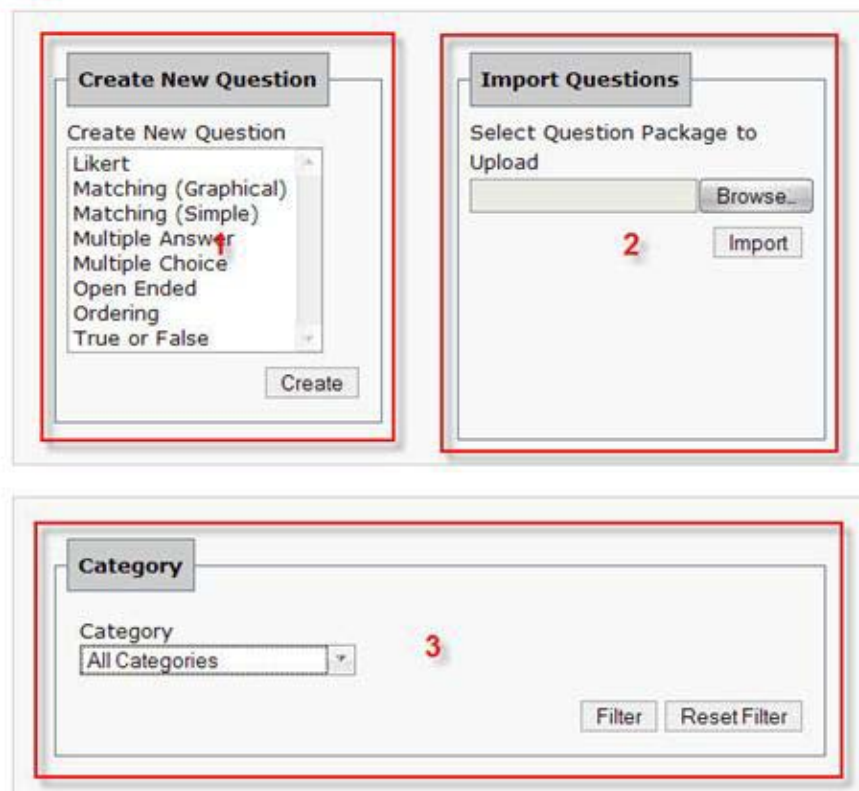 Create New Question
Create New Question
Likert
Matching (Graphical)
Matching (Simple)
Multiple Answer
1
Multiple Choice
Open Ended
Ordering
True or False
Create
Import Questions
Select Question Package to
Upload
Browse...
2
Import
Category
Category
All Categories
3
Filter
Reset Filter